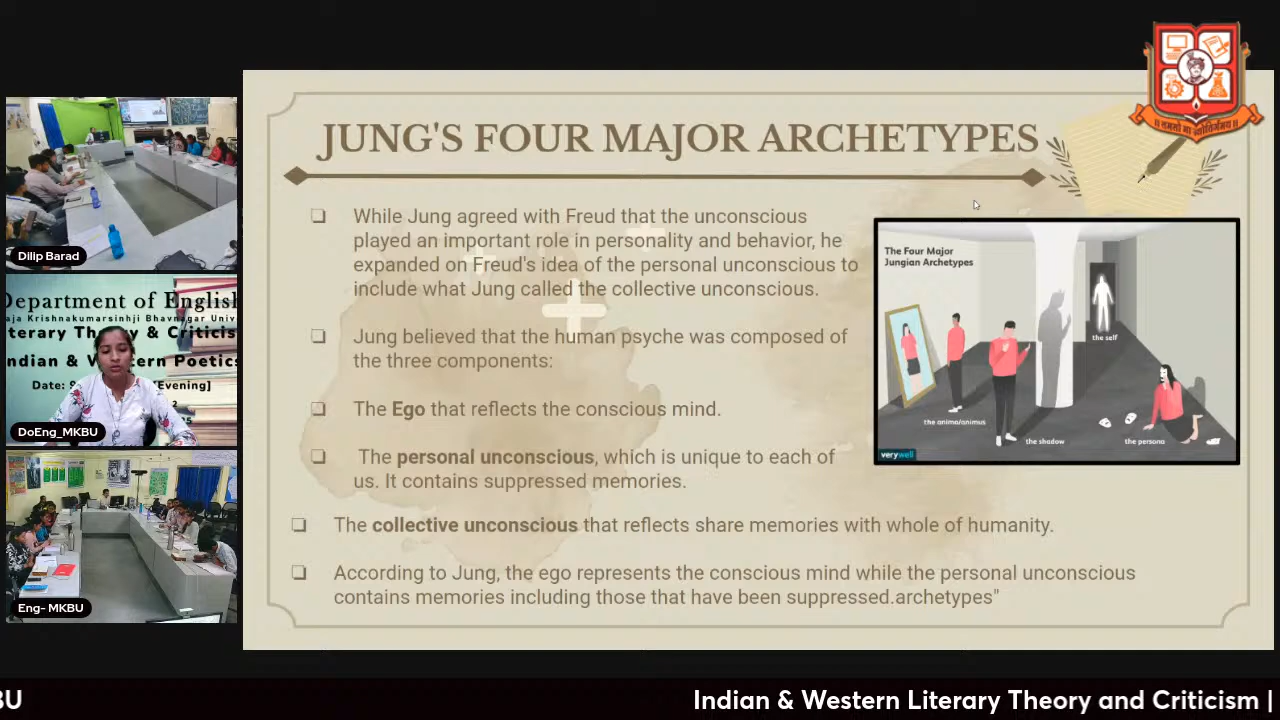 JUNG'S FOUR MAJOR ARCHETYPES
❏ While Jung agreed with Freud that the unconscious
played an important role in personality and behavior, he
expanded on Freud's idea of the personal unconscious to
include what Jung called the collective unconscious.
❏ Jung believed that the human psyche was composed of
the three components:
❏ The Ego that reflects the conscious mind.
❏ The personal unconscious, which is unique to each of
us. It contains suppressed memories.
❏ The collective unconscious that reflects share memories with whole of humanity.
❏ According to Jung, the ego represents the conscious mind while the personal unconscious
contains memories including those that have been suppressed.archetypes"
The Four Major
Jungian Archetypes
the self
the anima/animus
the shadow
the persona
verywell
Dilip Barad
Department of English
aja Krishnakumarsinhji Bhavnagar Univ
terary Theory & Criticis
Indian & Western Poetics
Date: [Evening]
DoEng_MKBU
Eng- MKBU
BU
Indian & Western Literary Theory and Criticism |